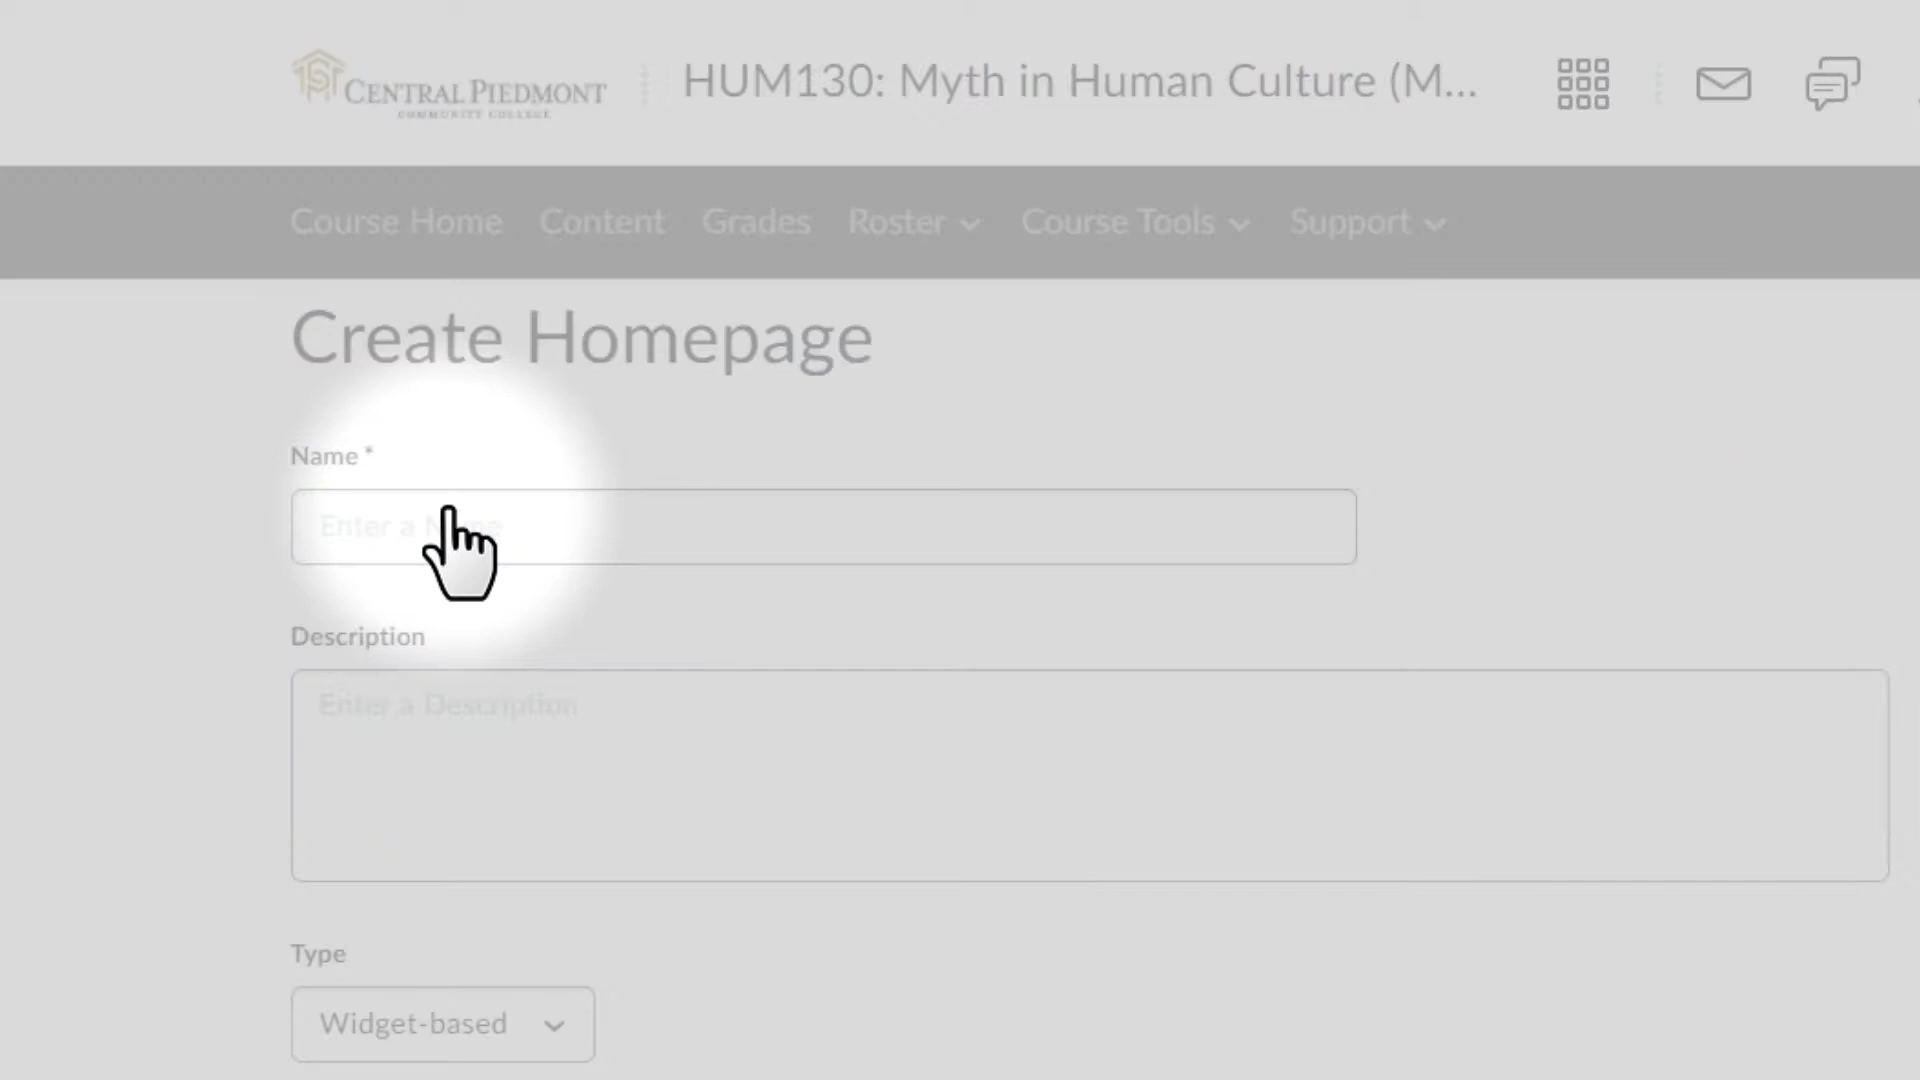 CENTRAL PIEDMONT
COMMUNITY COLLEGE
HUM130: Myth in Human Culture (M...
Course Home Content Grades Roster Course Tools Support
Create Homepage
Name *
Enter a Name
Description
Enter a Description
Type
Widget-based